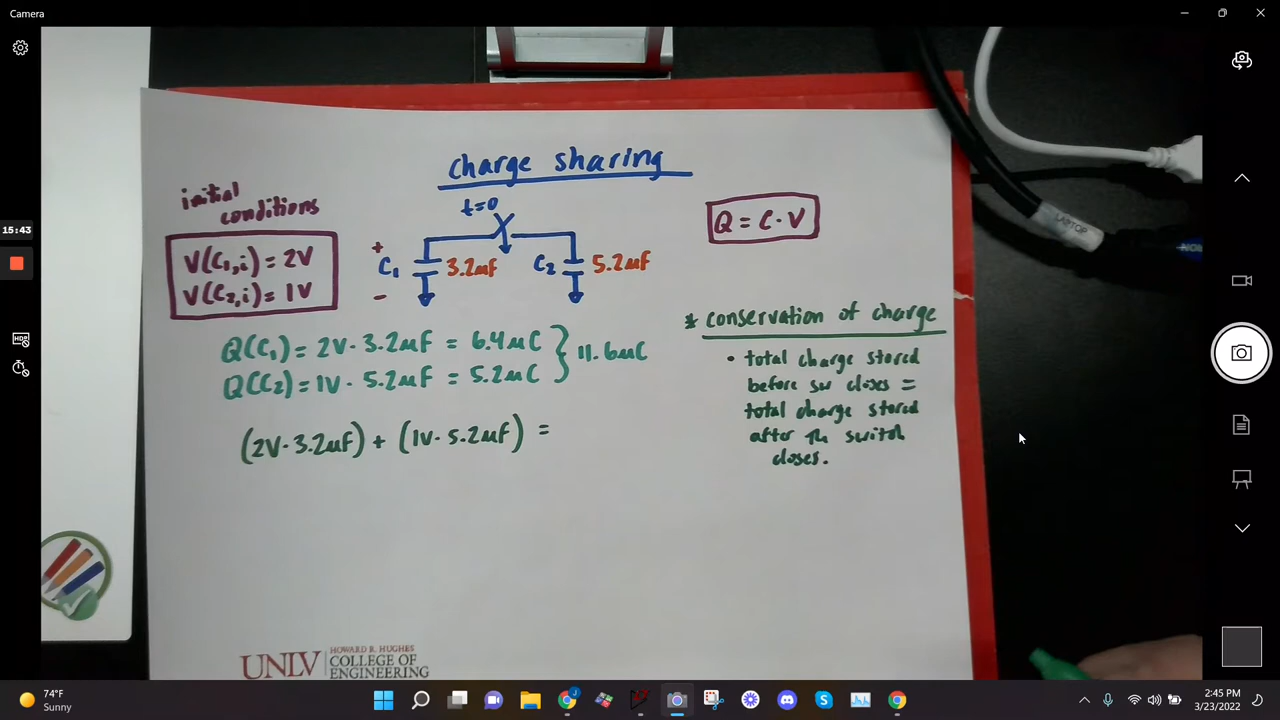 Camera
charge sharing
initial
conditions
t=0
Q = C·V
V(C1,i) = 2V
V(C2,i) = 1V
+
C1 3.2uF C2 5.2uF
-
15:43
* conservation of charge
Q(C1) = 2V·3.2uF = 6.4uC } 11.6uC
Q(C2) = 1V·5.2uF = 5.2uC
• total charge stored
before sw closes =
total charge stored
after the switch
closes.
(2V·3.2uF) + (1V·5.2uF) =
LAPTOP
HDR
UNLV HOWARD R. HUGHES
COLLEGE OF
ENGINEERING
74°F
Sunny
2:45 PM
3/23/2022